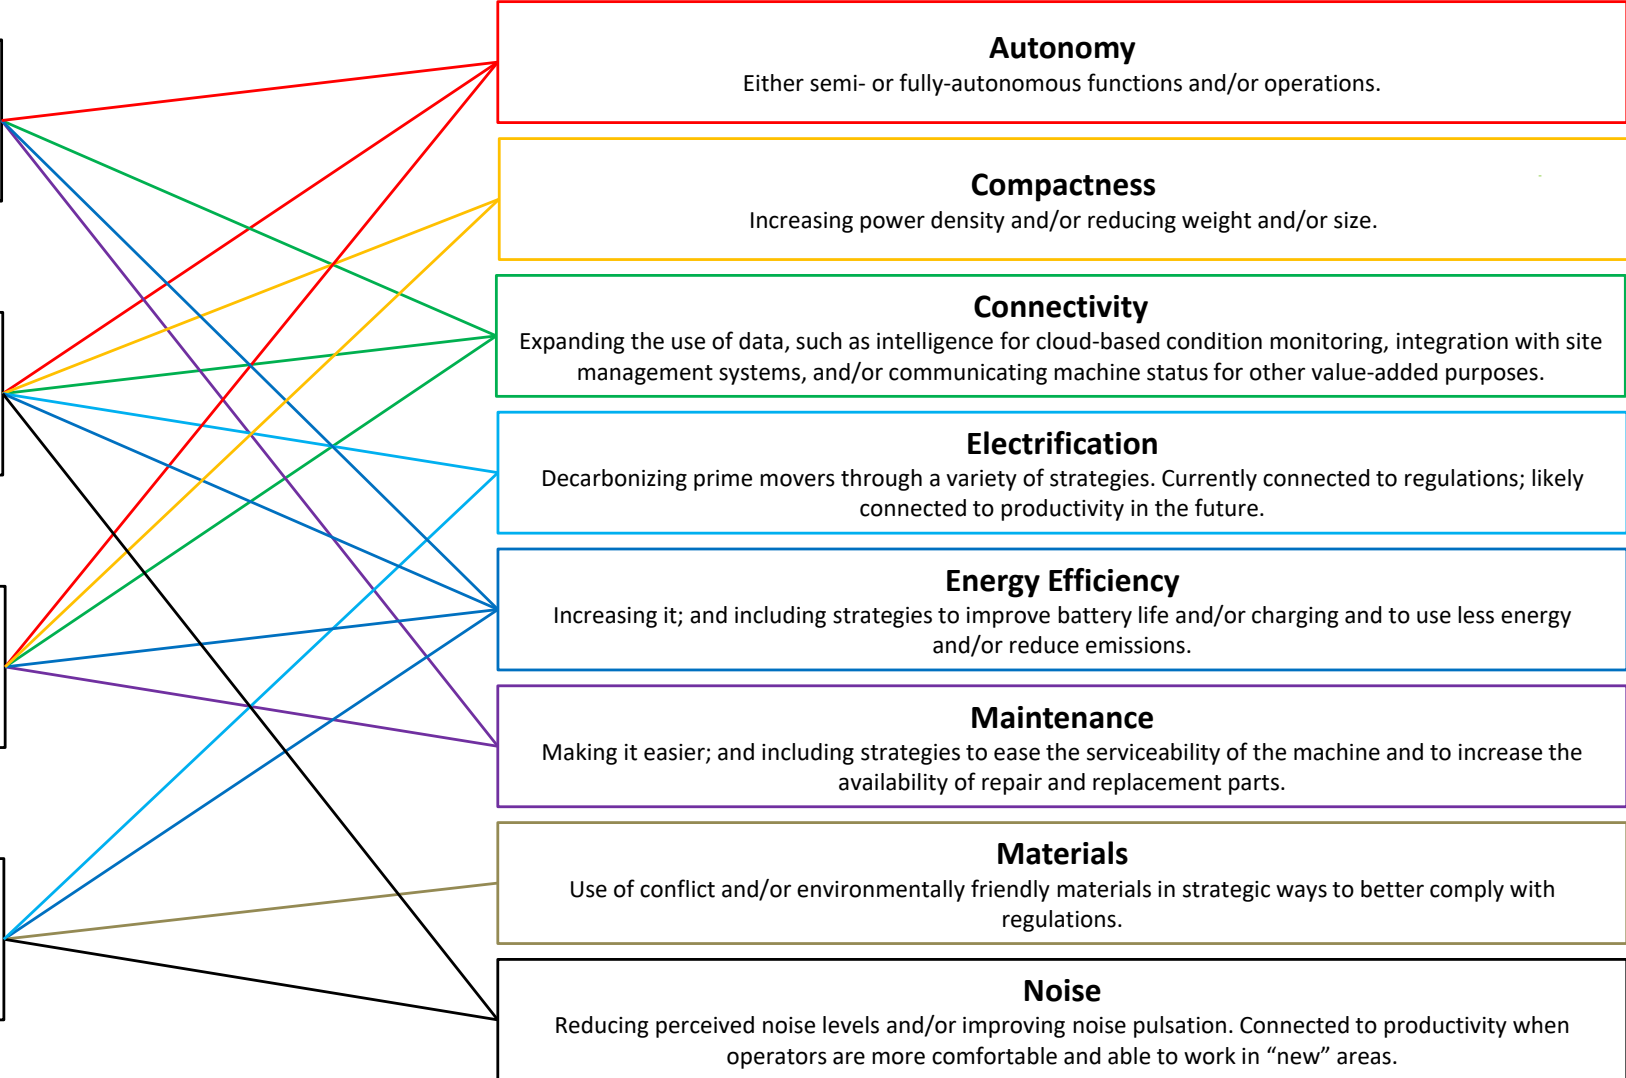 Autonomy
Either semi- or fully-autonomous functions and/or operations.
Compactness
Increasing power density and/or reducing weight and/or size.
Connectivity
Expanding the use of data, such as intelligence for cloud-based condition monitoring, integration with site
management systems, and/or communicating machine status for other value-added purposes.
Electrification
Decarbonizing prime movers through a variety of strategies. Currently connected to regulations; likely
connected to productivity in the future.
Energy Efficiency
Increasing it; and including strategies to improve battery life and/or charging and to use less energy
and/or reduce emissions.
Maintenance
Making it easier; and including strategies to ease the serviceability of the machine and to increase the
availability of repair and replacement parts.
Materials
Use of conflict and/or environmentally friendly materials in strategic ways to better comply with
regulations.
Noise
Reducing perceived noise levels and/or improving noise pulsation. Connected to productivity when
operators are more comfortable and able to work in “new” areas.